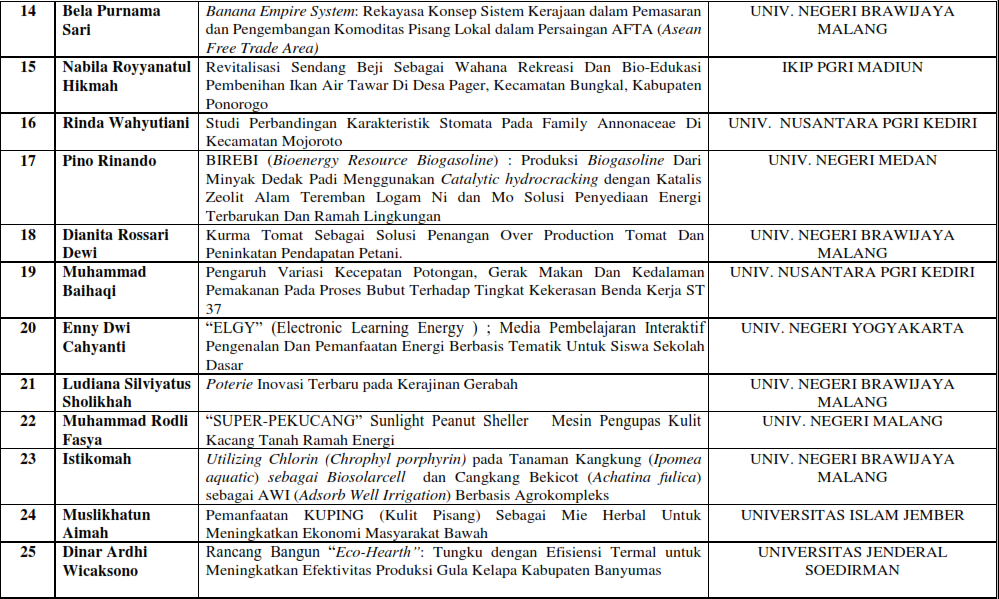 14 Bela Purnama Sari Banana Empire System: Rekayasa Konsep Sistem Kerajaan dalam Pemasaran UNIV. NEGERI BRAWIJAYA
dan Pengembangan Komoditas Pisang Lokal dalam Persaingan AFTA (Asean MALANG
Free Trade Area)
15 Nabila Royyanatul Revitalisasi Sendang Beji Sebagai Wahana Rekreasi Dan Bio-Edukasi IKIP PGRI MADIUN
Hikmah Pembenihan Ikan Air Tawar Di Desa Pager, Kecamatan Bungkal, Kabupaten
Ponorogo
16 Rinda Wahyutiani Studi Perbandingan Karakteristik Stomata Pada Family Annonaceae Di UNIV. NUSANTARA PGRI KEDIRI
Kecamatan Mojoroto
17 Pino Rinando BIREBI (Bioenergy Resource Biogasoline) : Produksi Biogasoline Dari UNIV. NEGERI MEDAN
Minyak Dedak Padi Menggunakan Catalytic hydrocracking dengan Katalis
Zeolit Alam Teremban Logam Ni dan Mo Solusi Penyediaan Energi
Terbarukan Dan Ramah Lingkungan
18 Dianita Rossari Kurma Tomat Sebagai Solusi Penangan Over Production Tomat Dan UNIV. NEGERI BRAWIJAYA
Dewi Peninkatan Pendapatan Petani. MALANG
19 Muhammad Pengaruh Variasi Kecepatan Potongan, Gerak Makan Dan Kedalaman UNIV. NUSANTARA PGRI KEDIRI
Baihaqi Pemakanan Pada Proses Bubut Terhadap Tingkat Kekerasan Benda Kerja ST
37
20 Enny Dwi “ELGY” (Electronic Learning Energy ) ; Media Pembelajaran Interaktif UNIV. NEGERI YOGYAKARTA
Cahyanti Pengenalan Dan Pemanfaatan Energi Berbasis Tematik Untuk Siswa Sekolah
Dasar
21 Ludiana Silviyatus Poterie Inovasi Terbaru pada Kerajinan Gerabah UNIV. NEGERI BRAWIJAYA
Sholikhah MALANG
22 Muhammad Rodli “SUPER-PEKUCANG” Sunlight Peanut Sheller Mesin Pengupas Kulit UNIV. NEGERI MALANG
Fasya Kacang Tanah Ramah Energi
23 Istikomah Utilizing Chlorin (Chrophyl porphyrin) pada Tanaman Kangkung (Ipomea UNIV. NEGERI BRAWIJAYA
aquatic) sebagai Biosolarcell dan Cangkang Bekicot (Achatina fulica) MALANG
sebagai AWI (Adsorb Well Irrigation) Berbasis Agrokompleks
24 Muslikhatun Pemanfaatan KUPING (Kulit Pisang) Sebagai Mie Herbal Untuk UNIVERSITAS ISLAM JEMBER
Aimah Meningkatkan Ekonomi Masyarakat Bawah
25 Dinar Ardhi Rancang Bangun “Eco-Hearth”: Tungku dengan Efisiensi Termal untuk UNIVERSITAS JENDERAL
Wicaksono Meningkatkan Efektivitas Produksi Gula Kelapa Kabupaten Banyumas SOEDIRMAN